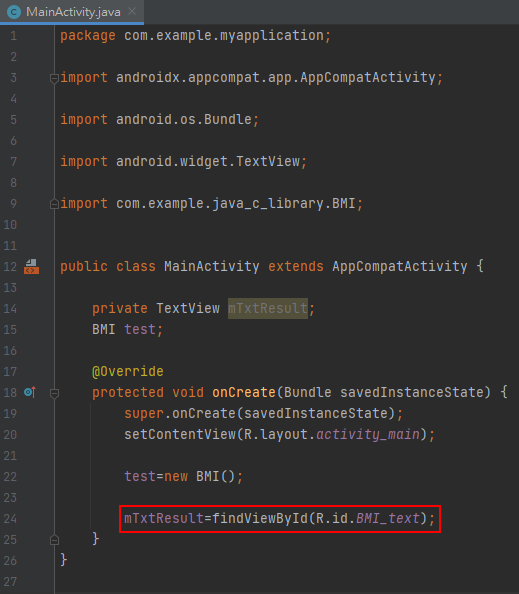 MainActivity.java
1 package com.example.myapplication;
2
3 import androidx.appcompat.app.AppCompatActivity;
4
5 import android.os.Bundle;
6
7 import android.widget.TextView;
8
9 import com.example.java_c_library.BMI;
10
11
12 public class MainActivity extends AppCompatActivity {
13
14     private TextView mTxtResult;
15     BMI test;
16
17     @Override
18     protected void onCreate(Bundle savedInstanceState) {
19         super.onCreate(savedInstanceState);
20         setContentView(R.layout.activity_main);
21
22         test=new BMI();
23
24         mTxtResult=findViewById(R.id.BMI_text);
25     }
26 }
27